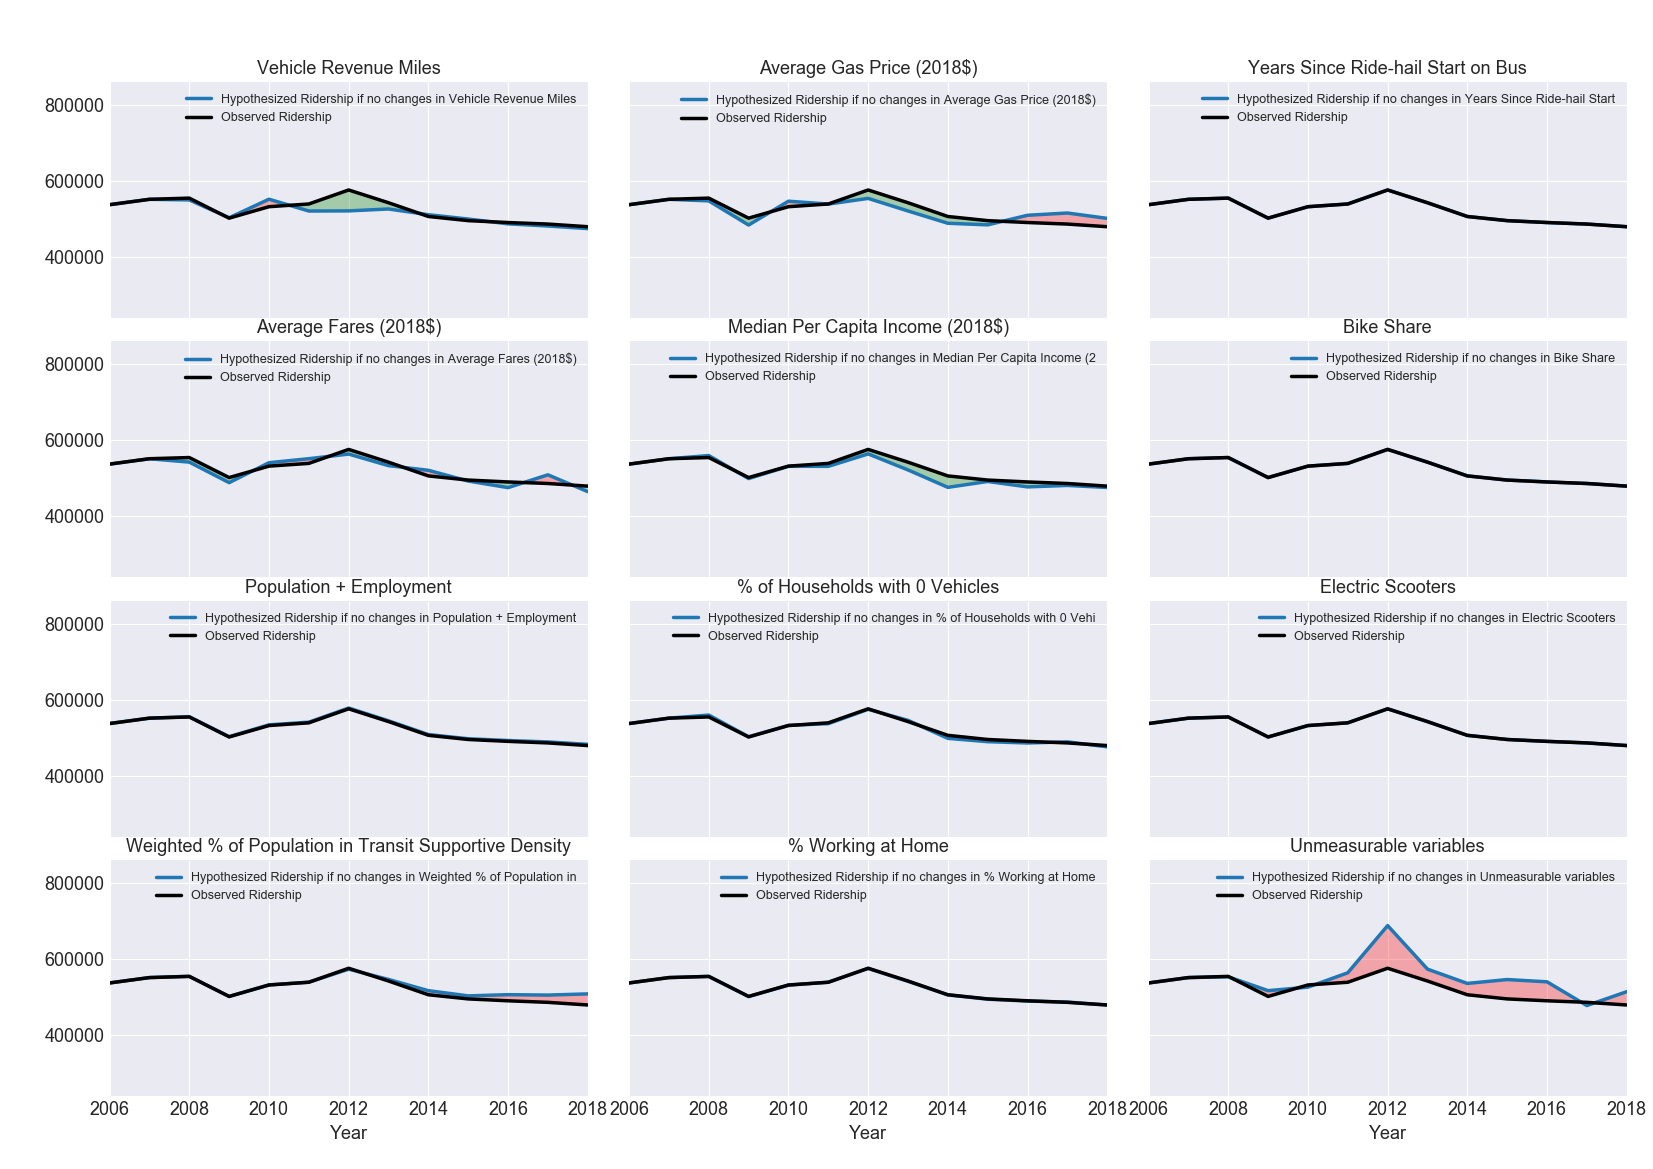 Vehicle Revenue Miles
Hypothesized Ridership if no changes in Vehicle Revenue Miles
Observed Ridership
800000
600000
400000
Average Gas Price (2018$)
Hypothesized Ridership if no changes in Average Gas Price (2018$)
Observed Ridership
Years Since Ride-hail Start on Bus
Hypothesized Ridership if no changes in Years Since Ride-hail Start
Observed Ridership
Average Fares (2018$)
Hypothesized Ridership if no changes in Average Fares (2018$)
Observed Ridership
800000
600000
400000
Median Per Capita Income (2018$)
Hypothesized Ridership if no changes in Median Per Capita Income (2
Observed Ridership
Bike Share
Hypothesized Ridership if no changes in Bike Share
Observed Ridership
Population + Employment
Hypothesized Ridership if no changes in Population + Employment
Observed Ridership
800000
600000
400000
% of Households with 0 Vehicles
Hypothesized Ridership if no changes in % of Households with 0 Vehi
Observed Ridership
Electric Scooters
Hypothesized Ridership if no changes in Electric Scooters
Observed Ridership
Weighted % of Population in Transit Supportive Density
Hypothesized Ridership if no changes in Weighted % of Population in
Observed Ridership
800000
600000
400000
2006 2008 2010 2012 2014 2016 2018
Year
% Working at Home
Hypothesized Ridership if no changes in % Working at Home
Observed Ridership
2006 2008 2010 2012 2014 2016 2018
Year
Unmeasurable variables
Hypothesized Ridership if no changes in Unmeasurable variables
Observed Ridership
2006 2008 2010 2012 2014 2016 2018
Year